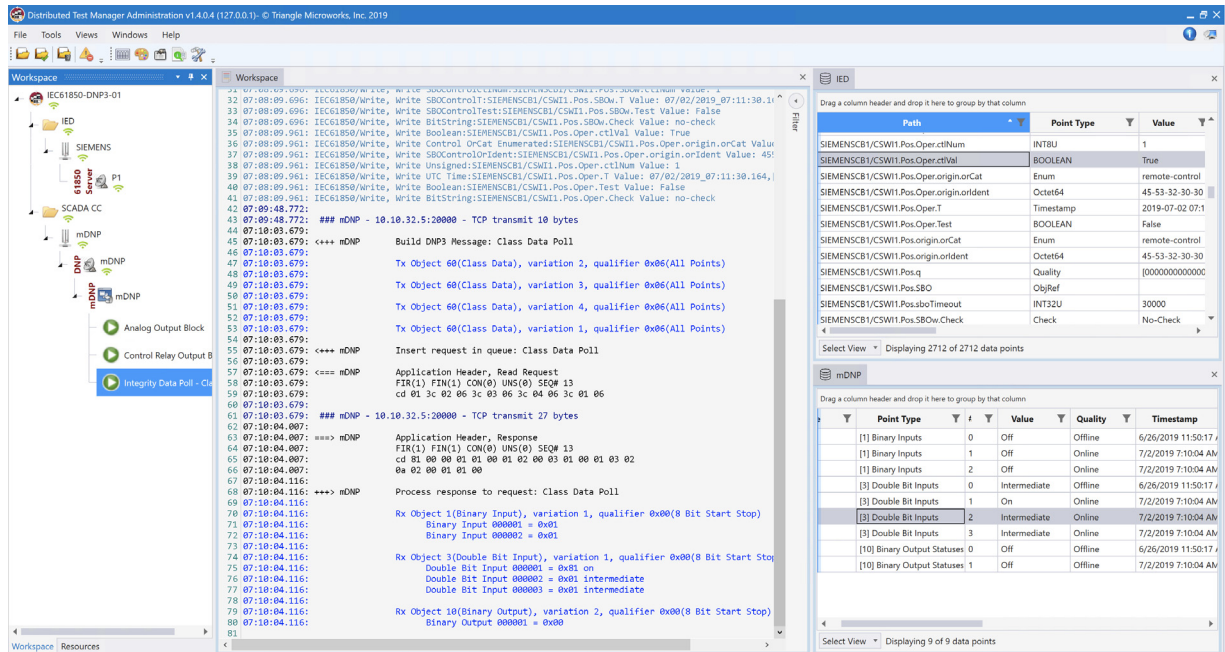 Distributed Test Manager Administration v1.4.0.4 (127.0.0.1)- © Triangle Microworks, Inc. 2019
File Tools Views Windows Help
Workspace
IEC61850-DNP3-01
IED
SIEMENS
61850 Server P1
SCADA CC
mDNP
DNP mDNP
mDNP mDNP
Analog Output Block
Control Relay Output B
Integrity Data Poll - Cla
Workspace Resources
Workspace
Filter
32 07:08:09.696: IEC61850/Write, Write SBOControlT:SIEMENSCB1/CSWI1.Pos.SBOw.T Value: 07/02/2019_07:11:30.1
33 07:08:09.696: IEC61850/Write, Write SBOControlTest:SIEMENSCB1/CSWI1.Pos.SBOw.Test Value: False
34 07:08:09.696: IEC61850/Write, Write BitString:SIEMENSCB1/CSWI1.Pos.SBOw.Check Value: no-check
35 07:08:09.961: IEC61850/Write, Write Boolean:SIEMENSCB1/CSWI1.Pos.Oper.ctlVal Value: True
36 07:08:09.961: IEC61850/Write, Write Control OrCat Enumerated:SIEMENSCB1/CSWI1.Pos.Oper.origin.orCat Valu
37 07:08:09.961: IEC61850/Write, Write SBOControlOrIdent:SIEMENSCB1/CSWI1.Pos.Oper.origin.orIdent Value: 45
38 07:08:09.961: IEC61850/Write, Write Unsigned:SIEMENSCB1/CSWI1.Pos.Oper.ctlNum Value: 1
39 07:08:09.961: IEC61850/Write, Write UTC Time:SIEMENSCB1/CSWI1.Pos.Oper.T Value: 07/02/2019_07:11:30.164,
40 07:08:09.961: IEC61850/Write, Write Boolean:SIEMENSCB1/CSWI1.Pos.Oper.Test Value: False
41 07:08:09.961: IEC61850/Write, Write BitString:SIEMENSCB1/CSWI1.Pos.Oper.Check Value: no-check
42 07:09:48.772:
43 07:09:48.772: ### mDNP - 10.10.32.5:20000 - TCP transmit 10 bytes
44 07:10:03.679:
45 07:10:03.679: <+++ mDNP Build DNP3 Message: Class Data Poll
46 07:10:03.679:
47 07:10:03.679: Tx Object 60(Class Data), variation 2, qualifier 0x06(All Points)
48 07:10:03.679:
49 07:10:03.679: Tx Object 60(Class Data), variation 3, qualifier 0x06(All Points)
50 07:10:03.679:
51 07:10:03.679: Tx Object 60(Class Data), variation 4, qualifier 0x06(All Points)
52 07:10:03.679:
53 07:10:03.679: Tx Object 60(Class Data), variation 1, qualifier 0x06(All Points)
54 07:10:03.679:
55 07:10:03.679: <+++ mDNP Insert request in queue: Class Data Poll
56 07:10:03.679:
57 07:10:03.679: <=== mDNP Application Header, Read Request
58 07:10:03.679: FIR(1) FIN(1) CON(0) UNS(0) SEQ# 13
59 07:10:03.679: cd 01 3c 02 06 3c 03 06 3c 04 06 3c 01 06
60 07:10:03.679:
61 07:10:03.679: ### mDNP - 10.10.32.5:20000 - TCP transmit 27 bytes
62 07:10:04.007:
63 07:10:04.007: ===> mDNP Application Header, Response
64 07:10:04.007: FIR(1) FIN(1) CON(0) UNS(0) SEQ# 13
65 07:10:04.007: cd 81 00 00 01 01 00 01 02 00 03 01 00 01 03 02
66 07:10:04.007: 0a 02 00 01 01 00
67 07:10:04.116:
68 07:10:04.116: +++> mDNP Process response to request: Class Data Poll
69 07:10:04.116:
70 07:10:04.116: Rx Object 1(Binary Input), variation 1, qualifier 0x00(8 Bit Start Stop)
71 07:10:04.116: Binary Input 000001 = 0x01
72 07:10:04.116: Binary Input 000002 = 0x01
73 07:10:04.116:
74 07:10:04.116: Rx Object 3(Double Bit Input), variation 1, qualifier 0x00(8 Bit Start Stop
75 07:10:04.116: Double Bit Input 000001 = 0x81 on
76 07:10:04.116: Double Bit Input 000002 = 0x01 intermediate
77 07:10:04.116: Double Bit Input 000003 = 0x01 intermediate
78 07:10:04.116:
79 07:10:04.116: Rx Object 10(Binary Output), variation 2, qualifier 0x00(8 Bit Start Stop)
80 07:10:04.116: Binary Output 000001 = 0x00
81
IED
Drag a column header and drop it here to group by that column
Path Point Type Value
SIEMENSCB1/CSWI1.Pos.Oper.ctlNum INT8U 1
SIEMENSCB1/CSWI1.Pos.Oper.ctlVal BOOLEAN True
SIEMENSCB1/CSWI1.Pos.Oper.origin.orCat Enum remote-control
SIEMENSCB1/CSWI1.Pos.Oper.origin.orIdent Octet64 45-53-32-30-30
SIEMENSCB1/CSWI1.Pos.Oper.T Timestamp 2019-07-02 07:1
SIEMENSCB1/CSWI1.Pos.Oper.Test BOOLEAN False
SIEMENSCB1/CSWI1.Pos.origin.orCat Enum remote-control
SIEMENSCB1/CSWI1.Pos.origin.orIdent Octet64 45-53-32-30-30
SIEMENSCB1/CSWI1.Pos.q Quality [0000000000000
SIEMENSCB1/CSWI1.Pos.SBO ObjRef
SIEMENSCB1/CSWI1.Pos.sboTimeout INT32U 30000
SIEMENSCB1/CSWI1.Pos.SBOw.Check Check No-Check
Select View Displaying 2712 of 2712 data points
mDNP
Drag a column header and drop it here to group by that column
Point Type Value Quality Timestamp
[1] Binary Inputs 0 Off Offline 6/26/2019 11:50:17
[1] Binary Inputs 1 Off Online 7/2/2019 7:10:04 AM
[1] Binary Inputs 2 Off Online 7/2/2019 7:10:04 AM
[3] Double Bit Inputs 0 Intermediate Offline 6/26/2019 11:50:17
[3] Double Bit Inputs 1 On Online 7/2/2019 7:10:04 AM
[3] Double Bit Inputs 2 Intermediate Online 7/2/2019 7:10:04 AM
[3] Double Bit Inputs 3 Intermediate Online 7/2/2019 7:10:04 AM
[10] Binary Output Statuses 0 Off Offline 6/26/2019 11:50:17
[10] Binary Output Statuses 1 Off Online 7/2/2019 7:10:04 AM
Select View Displaying 9 of 9 data points